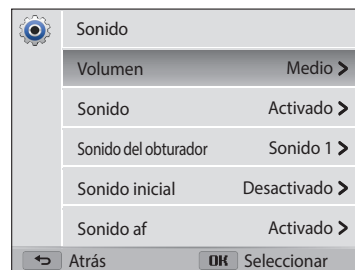 Sonido
Volumen Medio >
Sonido Activado >
Sonido del obturador Sonido 1 >
Sonido inicial Desactivado >
Sonido af Activado >
Atrás OK Seleccionar